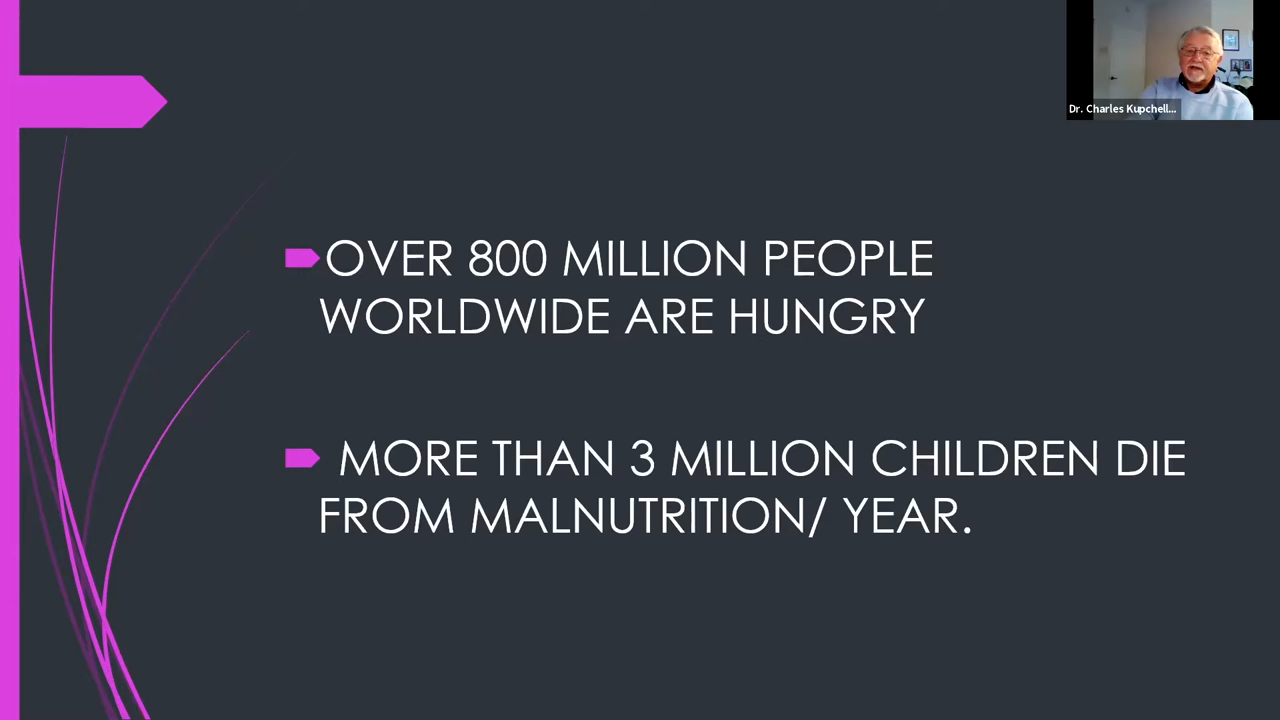 Dr. Charles Kupchell...
OVER 800 MILLION PEOPLE
WORLDWIDE ARE HUNGRY
MORE THAN 3 MILLION CHILDREN DIE
FROM MALNUTRITION/ YEAR.